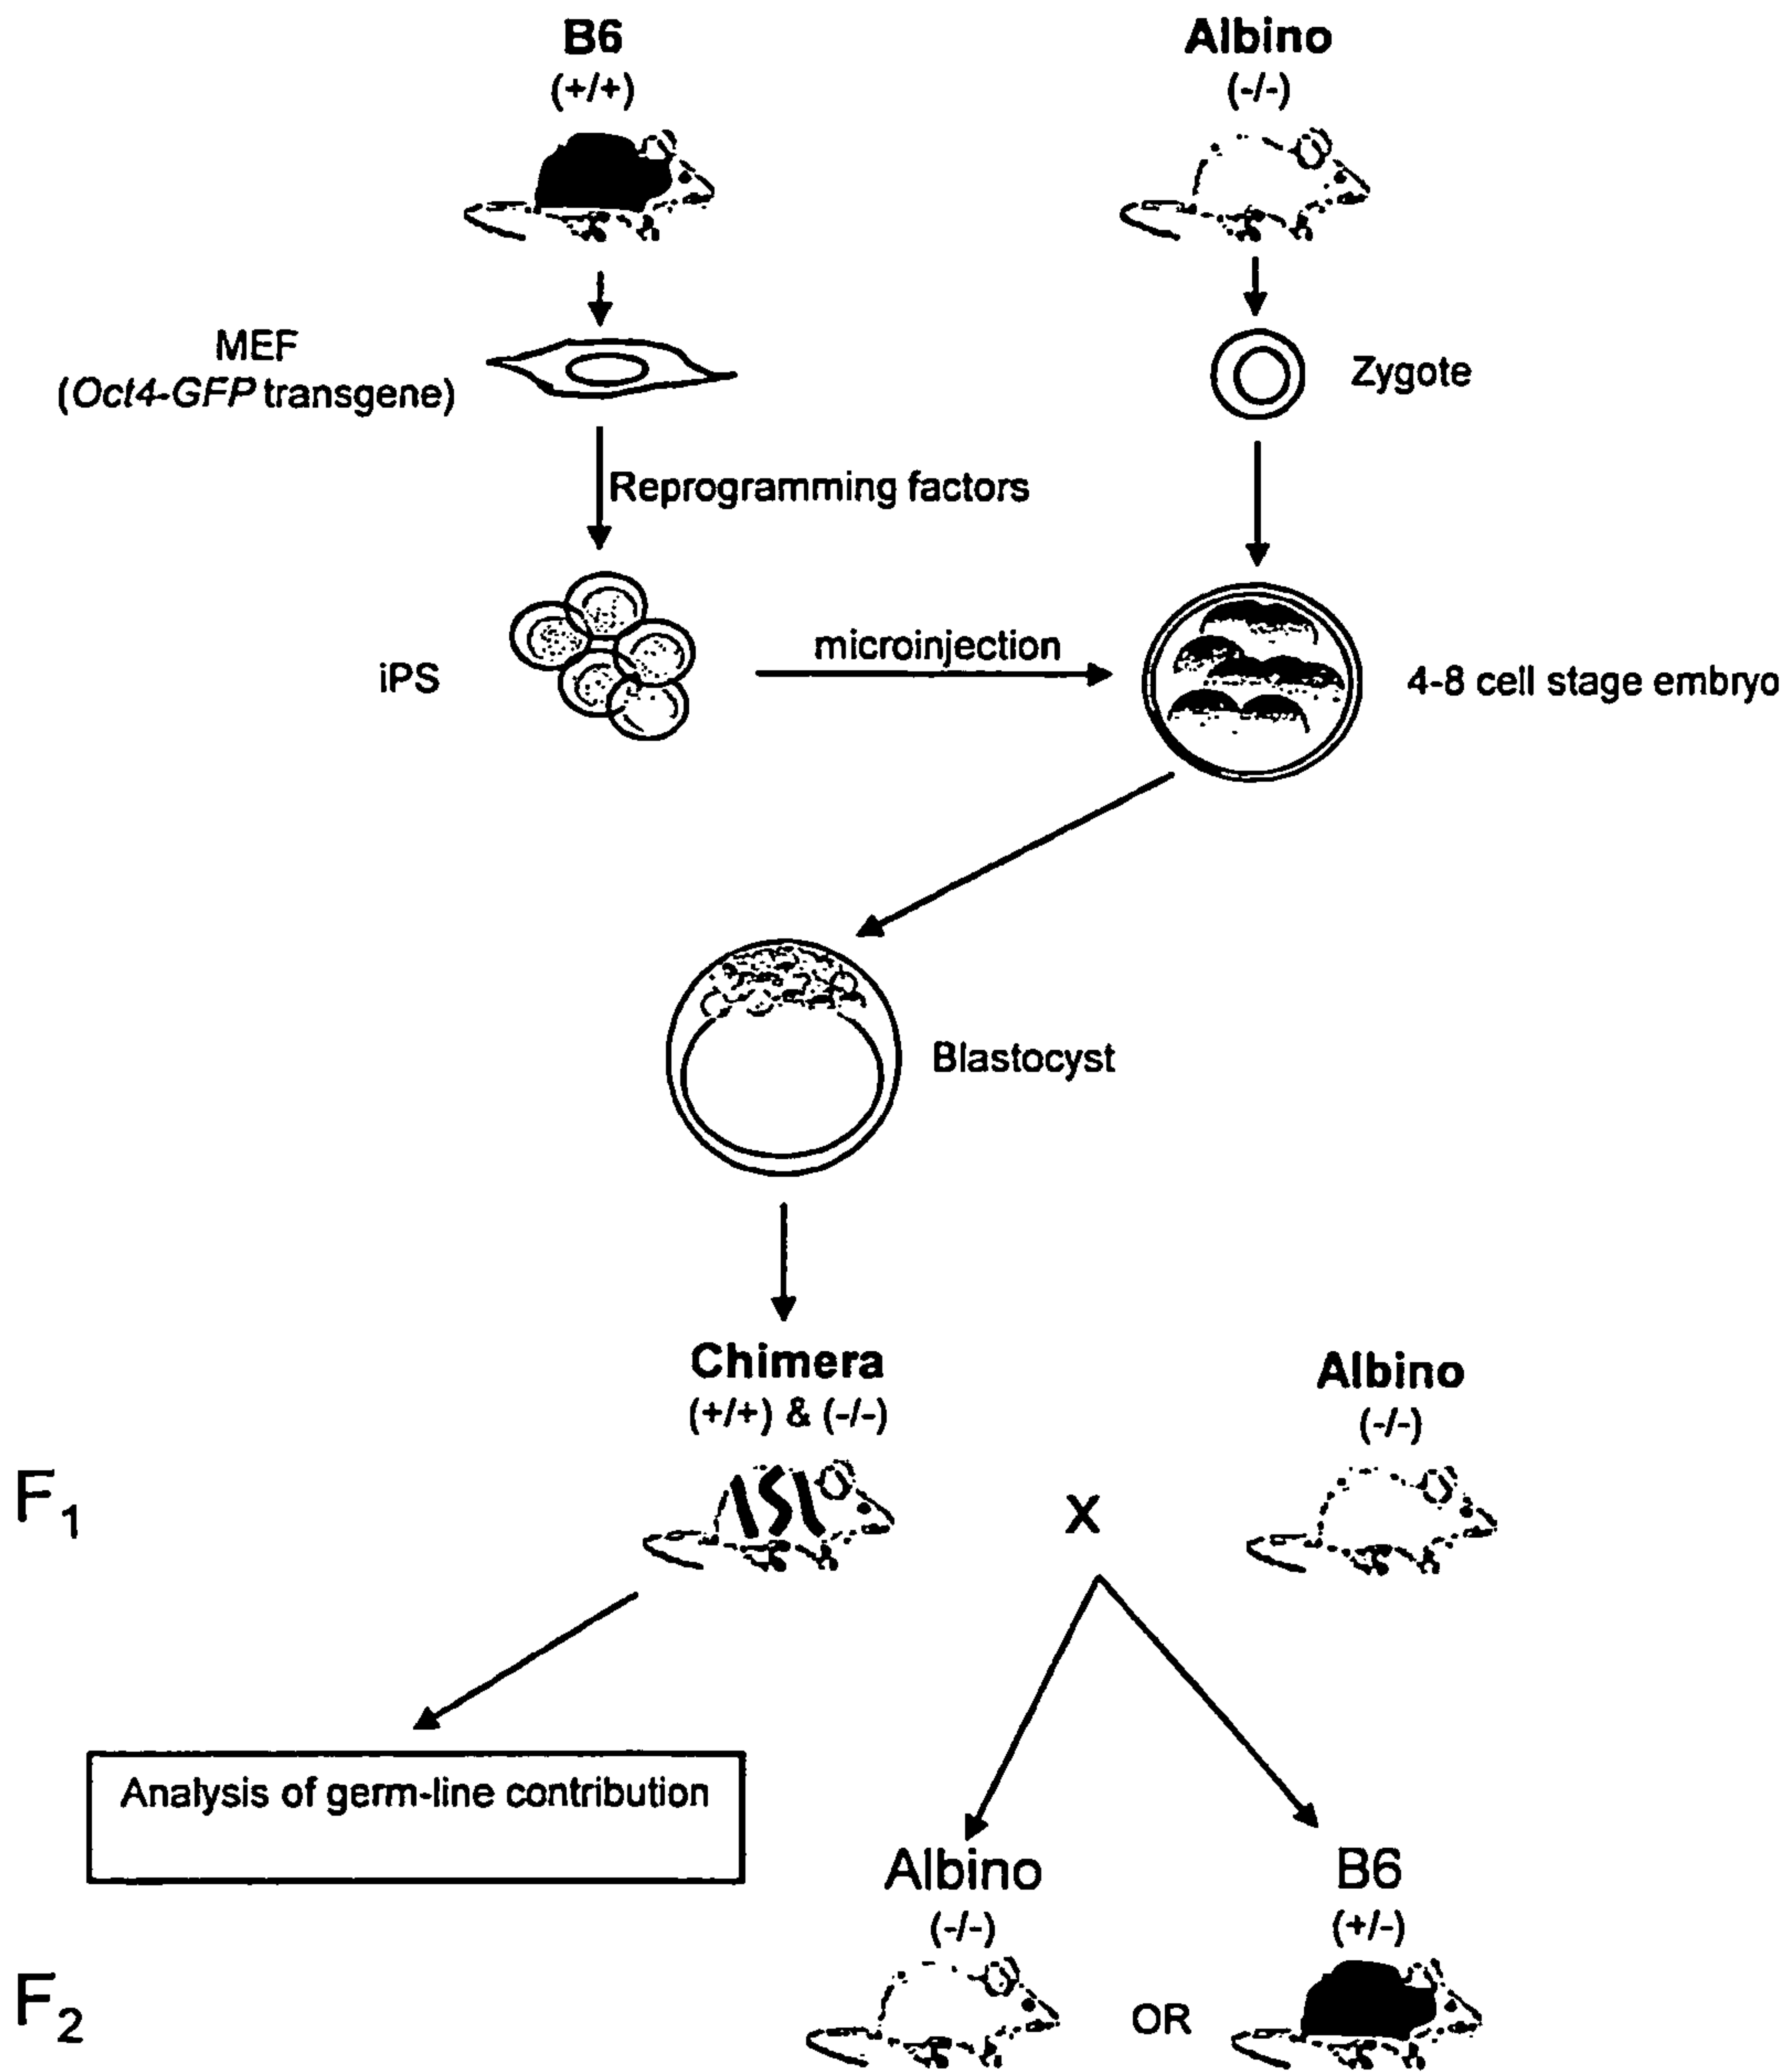 B6
(+/+)
Albino
(-/-)
MEF
(Oct4-GFP transgene)
Zygote
Reprogramming factors
iPS
microinjection
4-8 cell stage embryo
Blastocyst
Chimera
(+/+) & (-/-)
Albino
(-/-)
F1
X
Analysis of germ-line contribution
Albino
(-/-)
B6
(+/-)
F2
OR